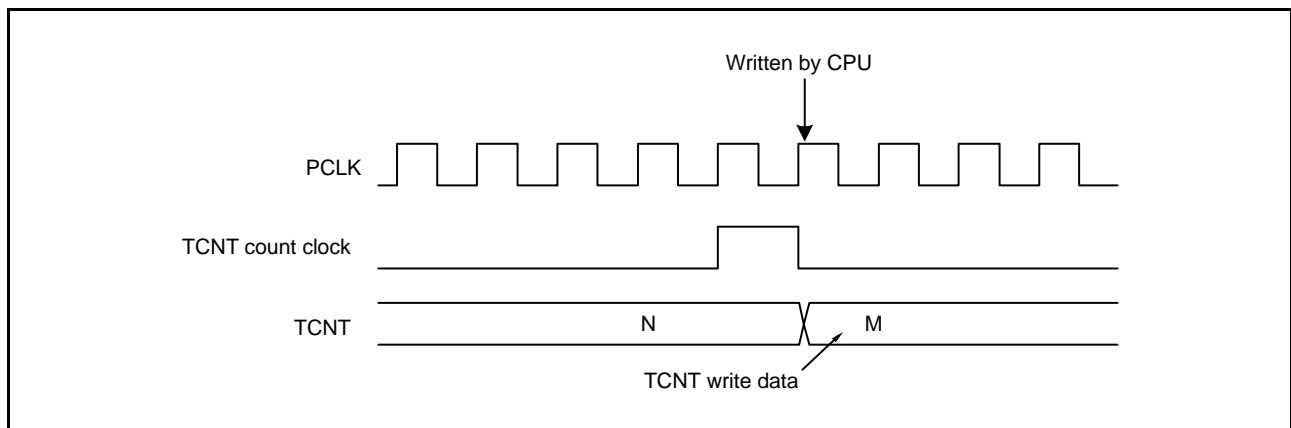 Written by CPU
PCLK
TCNT count clock
TCNT
N
M
TCNT write data